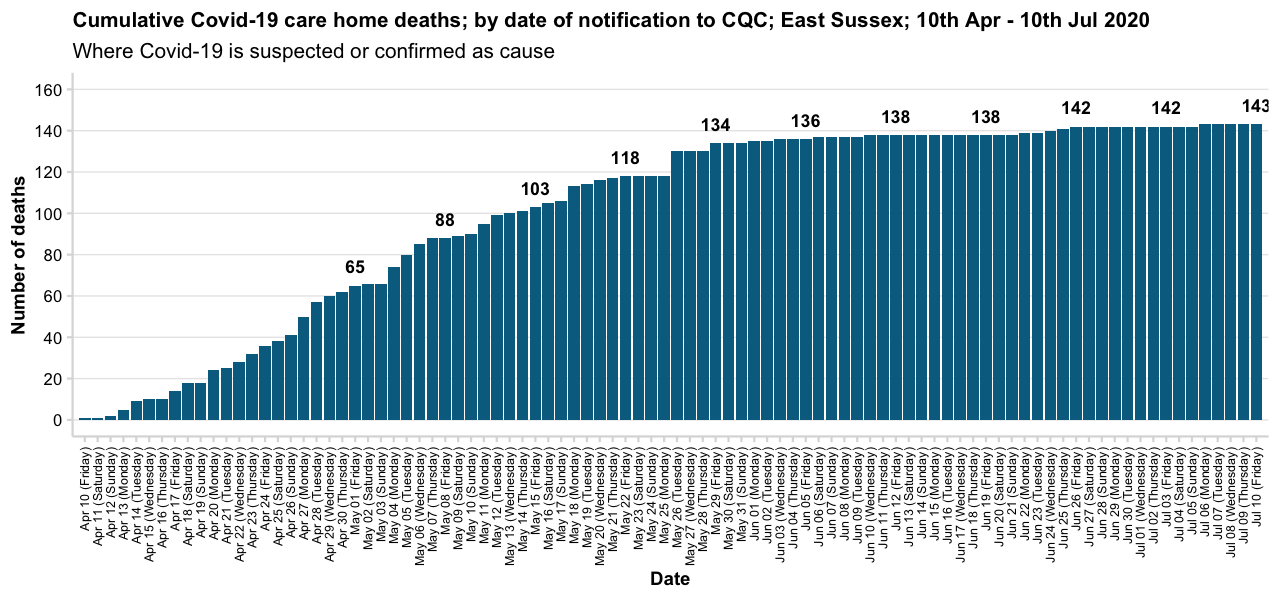 Cumulative Covid-19 care home deaths; by date of notification to CQC; East Sussex; 10th Apr - 10th Jul 2020
Where Covid-19 is suspected or confirmed as cause
Number of deaths
160
140
120
100
80
60
40
20
0
65
88
103
118
134
136
138
138
142
142
143
Apr 10 (Friday)
Apr 11 (Saturday)
Apr 12 (Sunday)
Apr 13 (Monday)
Apr 14 (Tuesday)
Apr 15 (Wednesday)
Apr 16 (Thursday)
Apr 17 (Friday)
Apr 18 (Saturday)
Apr 19 (Sunday)
Apr 20 (Monday)
Apr 21 (Tuesday)
Apr 22 (Wednesday)
Apr 23 (Thursday)
Apr 24 (Friday)
Apr 25 (Saturday)
Apr 26 (Sunday)
Apr 27 (Monday)
Apr 28 (Tuesday)
Apr 29 (Wednesday)
Apr 30 (Thursday)
May 01 (Friday)
May 02 (Saturday)
May 03 (Sunday)
May 04 (Monday)
May 05 (Tuesday)
May 06 (Wednesday)
May 07 (Thursday)
May 08 (Friday)
May 09 (Saturday)
May 10 (Sunday)
May 11 (Monday)
May 12 (Tuesday)
May 13 (Wednesday)
May 14 (Thursday)
May 15 (Friday)
May 16 (Saturday)
May 17 (Sunday)
May 18 (Monday)
May 19 (Tuesday)
May 20 (Wednesday)
May 21 (Thursday)
May 22 (Friday)
May 23 (Saturday)
May 24 (Sunday)
May 25 (Monday)
May 26 (Tuesday)
May 27 (Wednesday)
May 28 (Thursday)
May 29 (Friday)
May 30 (Saturday)
May 31 (Sunday)
Jun 01 (Monday)
Jun 02 (Tuesday)
Jun 03 (Wednesday)
Jun 04 (Thursday)
Jun 05 (Friday)
Jun 06 (Saturday)
Jun 07 (Sunday)
Jun 08 (Monday)
Jun 09 (Tuesday)
Jun 10 (Wednesday)
Jun 11 (Thursday)
Jun 12 (Friday)
Jun 13 (Saturday)
Jun 14 (Sunday)
Jun 15 (Monday)
Jun 16 (Tuesday)
Jun 17 (Wednesday)
Jun 18 (Thursday)
Jun 19 (Friday)
Jun 20 (Saturday)
Jun 21 (Sunday)
Jun 22 (Monday)
Jun 23 (Tuesday)
Jun 24 (Wednesday)
Jun 25 (Thursday)
Jun 26 (Friday)
Jun 27 (Saturday)
Jun 28 (Sunday)
Jun 29 (Monday)
Jun 30 (Tuesday)
Jul 01 (Wednesday)
Jul 02 (Thursday)
Jul 03 (Friday)
Jul 04 (Saturday)
Jul 05 (Sunday)
Jul 06 (Monday)
Jul 07 (Tuesday)
Jul 08 (Wednesday)
Jul 09 (Thursday)
Jul 10 (Friday)
Date